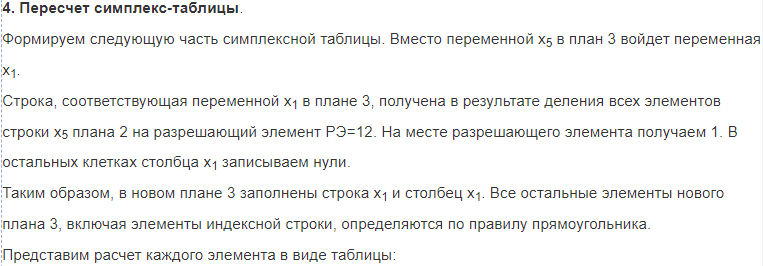 4. Пересчет симплекс-таблицы.
Формируем следующую часть симплексной таблицы. Вместо переменной x5 в план 3 войдет переменная
x1.
Строка, соответствующая переменной x1 в плане 3, получена в результате деления всех элементов
строки x5 плана 2 на разрешающий элемент РЭ=12. На месте разрешающего элемента получаем 1. В
остальных клетках столбца x1 записываем нули.
Таким образом, в новом плане 3 заполнены строка x1 и столбец x1. Все остальные элементы нового
плана 3, включая элементы индексной строки, определяются по правилу прямоугольника.
Представим расчет каждого элемента в виде таблицы: